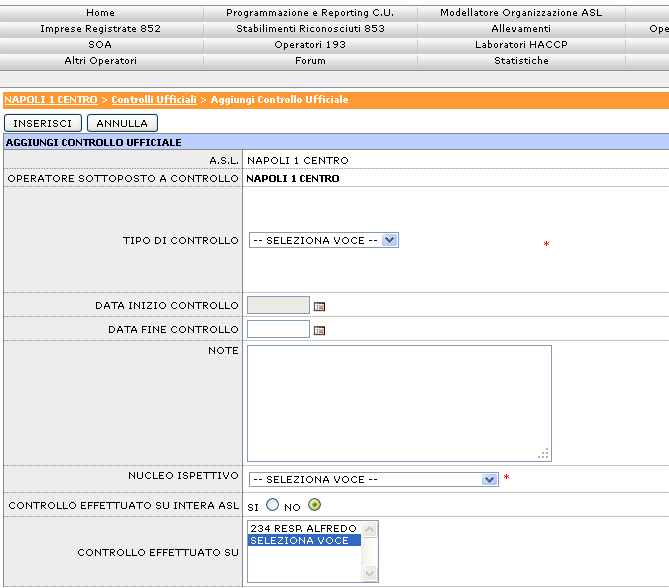 Home Programmazione e Reporting C.U. Modellatore Organizzazione ASL
Imprese Registrate 852 Stabilimenti Riconosciuti 853 Allevamenti Ope
SOA Operatori 193 Laboratori HACCP
Altri Operatori Forum Statistiche
NAPOLI 1 CENTRO > Controlli Ufficiali > Aggiungi Controllo Ufficiale
INSERISCI ANNULLA
AGGIUNGI CONTROLLO UFFICIALE
A.S.L. NAPOLI 1 CENTRO
OPERATORE SOTTOPOSTO A CONTROLLO NAPOLI 1 CENTRO
TIPO DI CONTROLLO -- SELEZIONA VOCE -- *
DATA INIZIO CONTROLLO
DATA FINE CONTROLLO
NOTE
NUCLEO ISPETTIVO -- SELEZIONA VOCE -- *
CONTROLLO EFFETTUATO SU INTERA ASL SI NO
234 RESP. ALFREDO
SELEZIONA VOCE
CONTROLLO EFFETTUATO SU